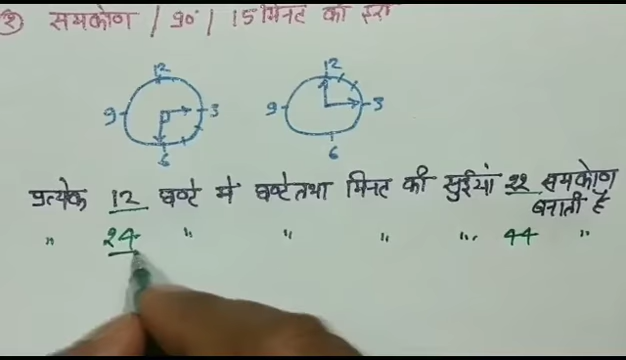 २ समकोण / 90° / 15 मिनट की
12 12
9 3 9 3
6 6
प्रत्येक 12 घण्टे में घण्टे तथा मिनट की सुईयां 22 समकोण
बनाती है
" 24 " " " " 44 "